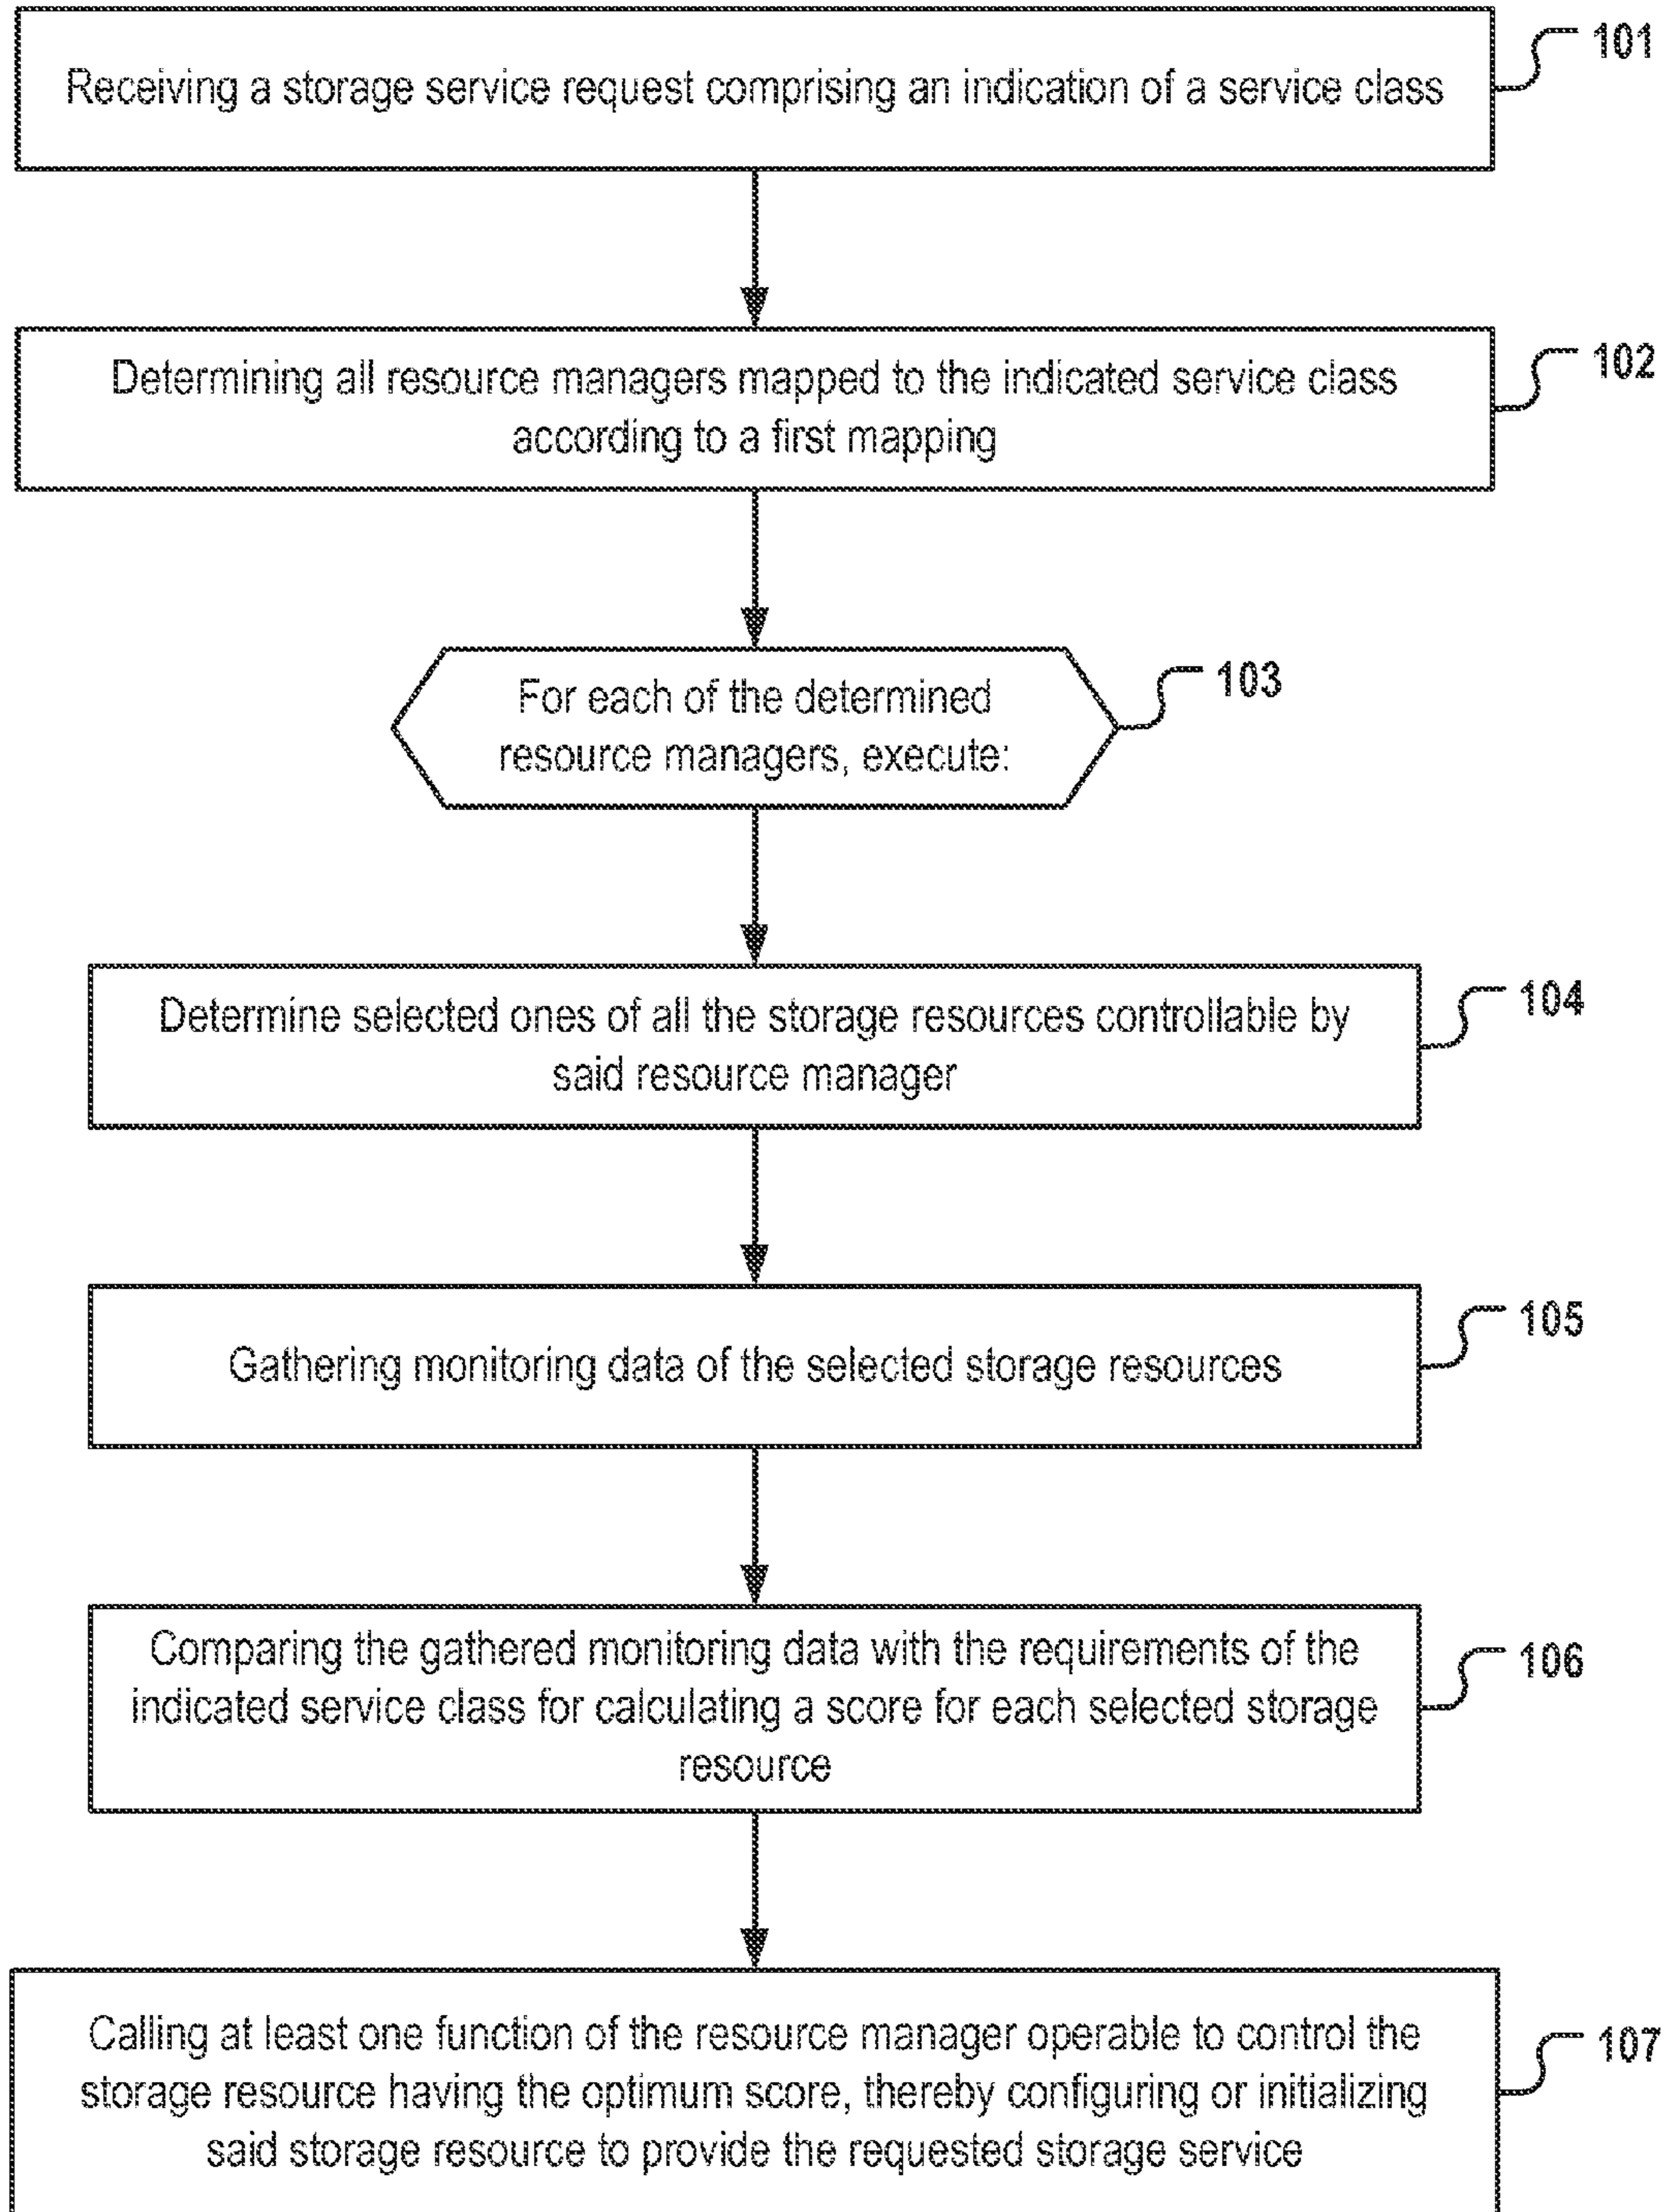 Receiving a storage service request comprising an indication of a service class
101
Determining all resource managers mapped to the indicated service class
according to a first mapping
102
For each of the determined
resource managers, execute:
103
Determine selected ones of all the storage resources controllable by
said resource manager
104
Gathering monitoring data of the selected storage resources
105
Comparing the gathered monitoring data with the requirements of the
indicated service class for calculating a score for each selected storage
resource
106
Calling at least one function of the resource manager operable to control the
storage resource having the optimum score, thereby configuring or initializing
said storage resource to provide the requested storage service
107